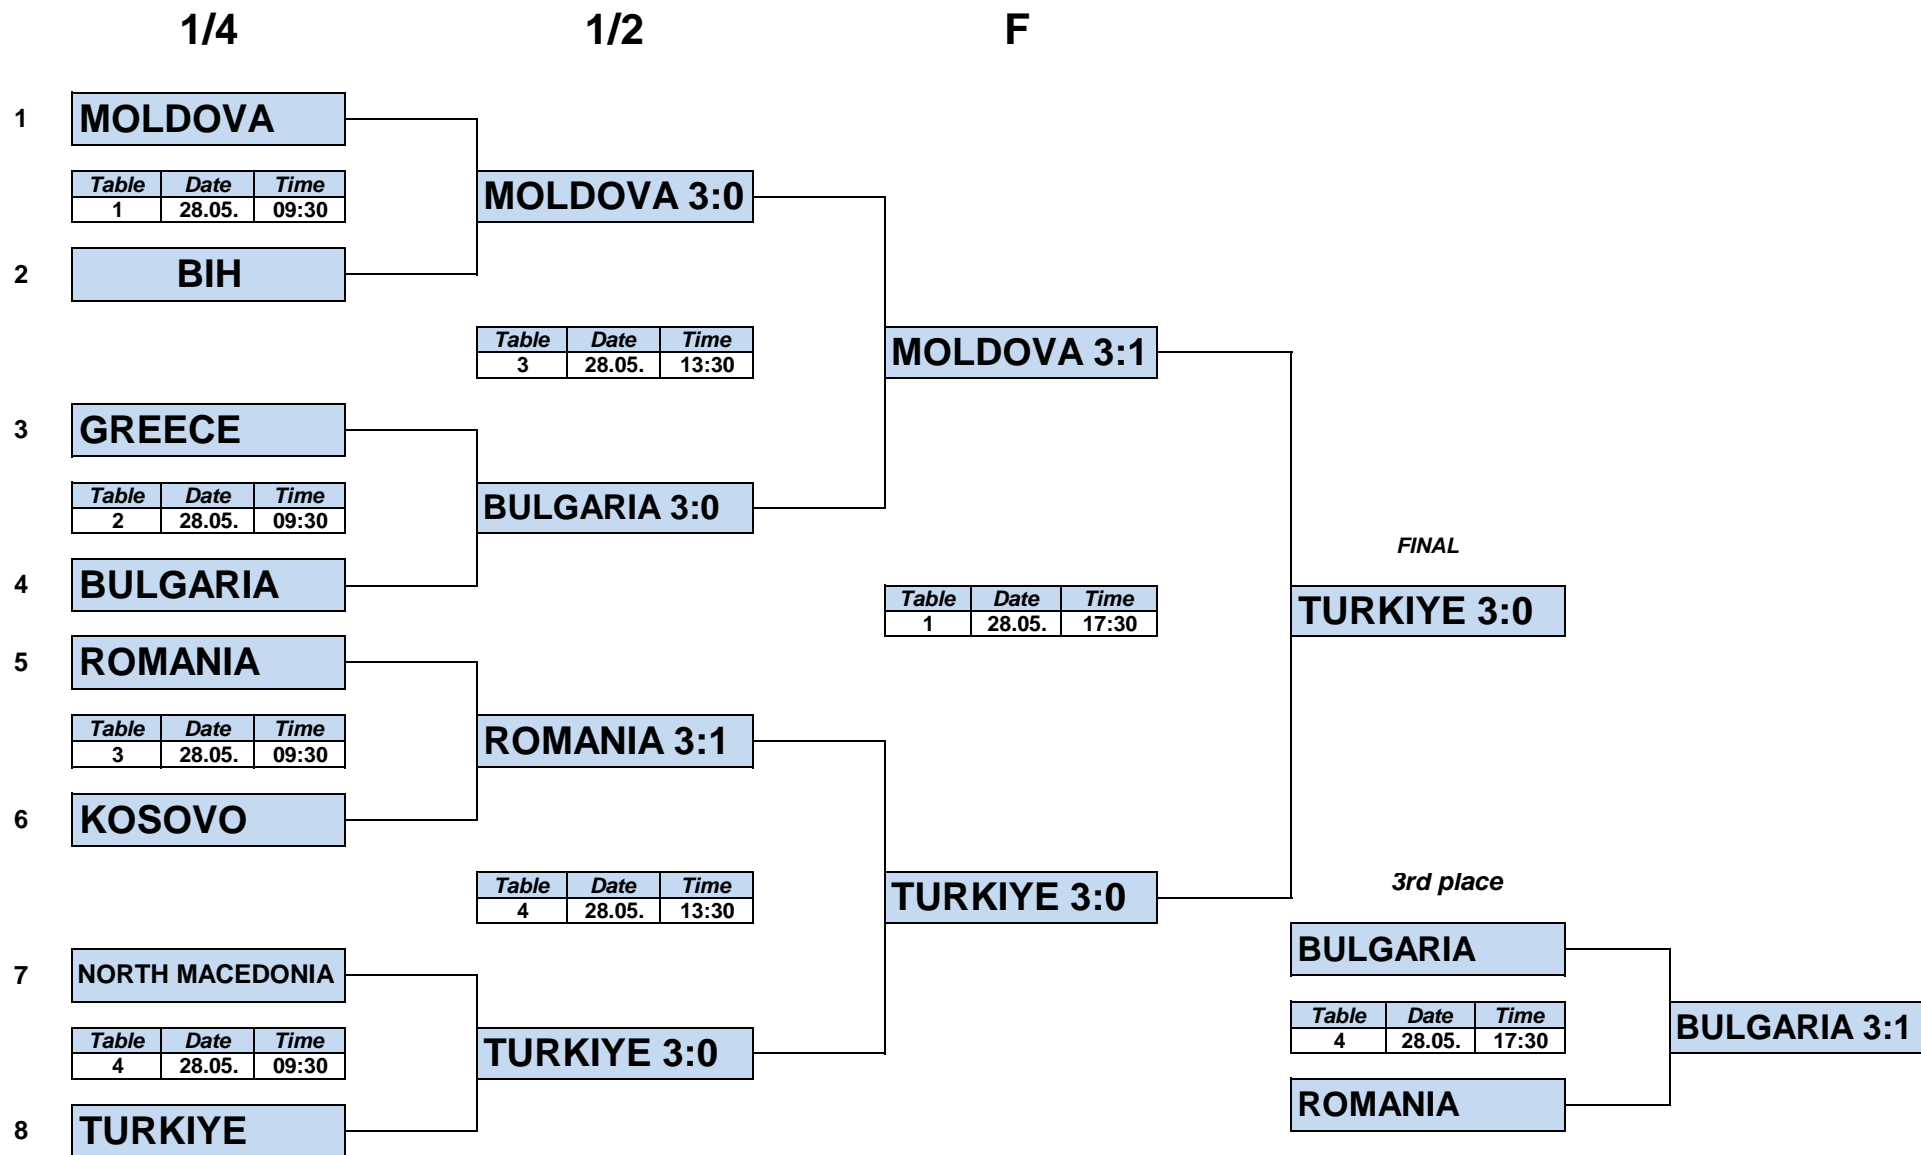 1/4 1/2 F
1 MOLDOVA
Table Date Time
1 28.05. 09:30
MOLDOVA 3:0
2 BIH
Table Date Time
3 28.05. 13:30
MOLDOVA 3:1
3 GREECE
Table Date Time
2 28.05. 09:30
BULGARIA 3:0
4 BULGARIA
FINAL
Table Date Time
1 28.05. 17:30
TURKIYE 3:0
5 ROMANIA
Table Date Time
3 28.05. 09:30
ROMANIA 3:1
6 KOSOVO
Table Date Time
4 28.05. 13:30
TURKIYE 3:0
3rd place
BULGARIA
7 NORTH MACEDONIA
Table Date Time
4 28.05. 17:30
BULGARIA 3:1
Table Date Time
4 28.05. 09:30
TURKIYE 3:0
ROMANIA
8 TURKIYE